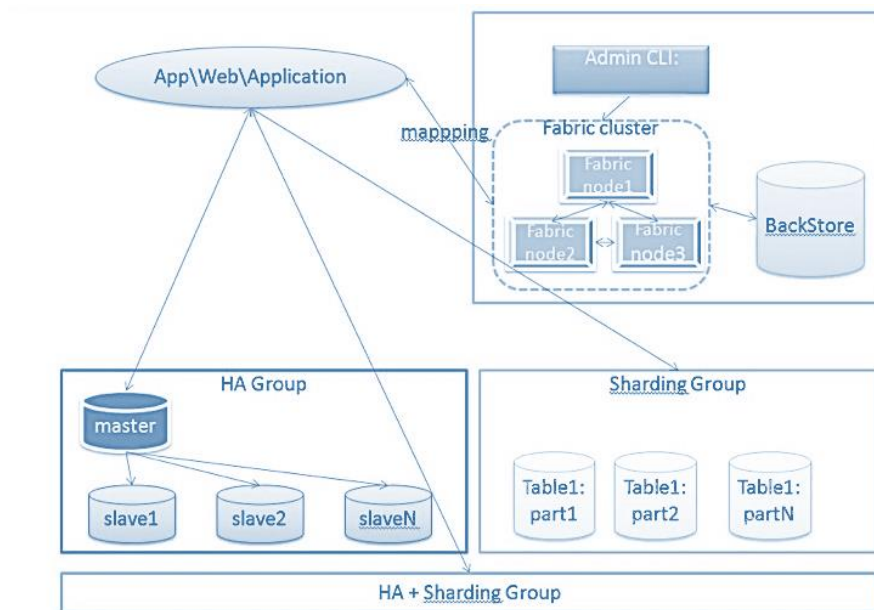 App\Web\Application
Admin CLI:
mappping
Fabric cluster
Fabric
node1
Fabric
node2
Fabric
node3
BackStore
HA Group
master
slave1
slave2
slaveN
Sharding Group
Table1:
part1
Table1:
part2
Table1:
partN
HA + Sharding Group